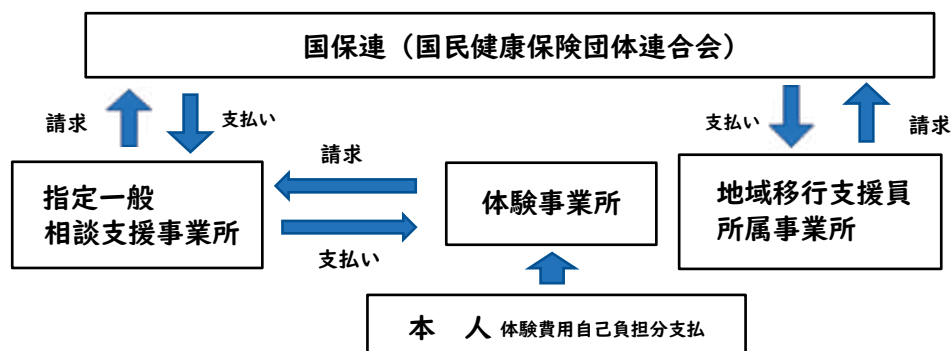 国保連（国民健康保険団体連合会）
請求
支払い
支払い
請求
請求
指定一般
相談支援事業所
体験事業所
地域移行支援員
所属事業所
支払い
本　人 体験費用自己負担分支払